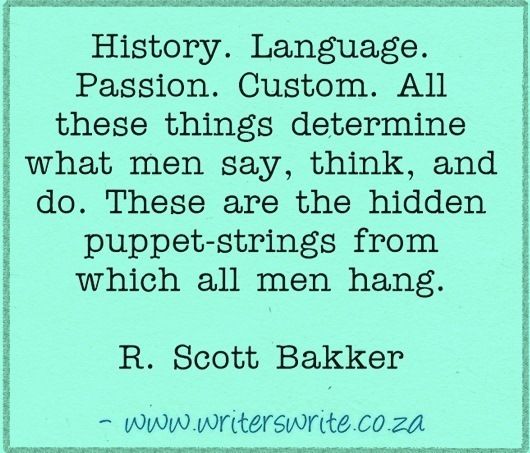 History. Language.
Passion. Custom. All
these things determine
what men say, think, and
do. These are the hidden
puppet-strings from
which all men hang.
R. Scott Bakker
- www.writerswrite.co.za